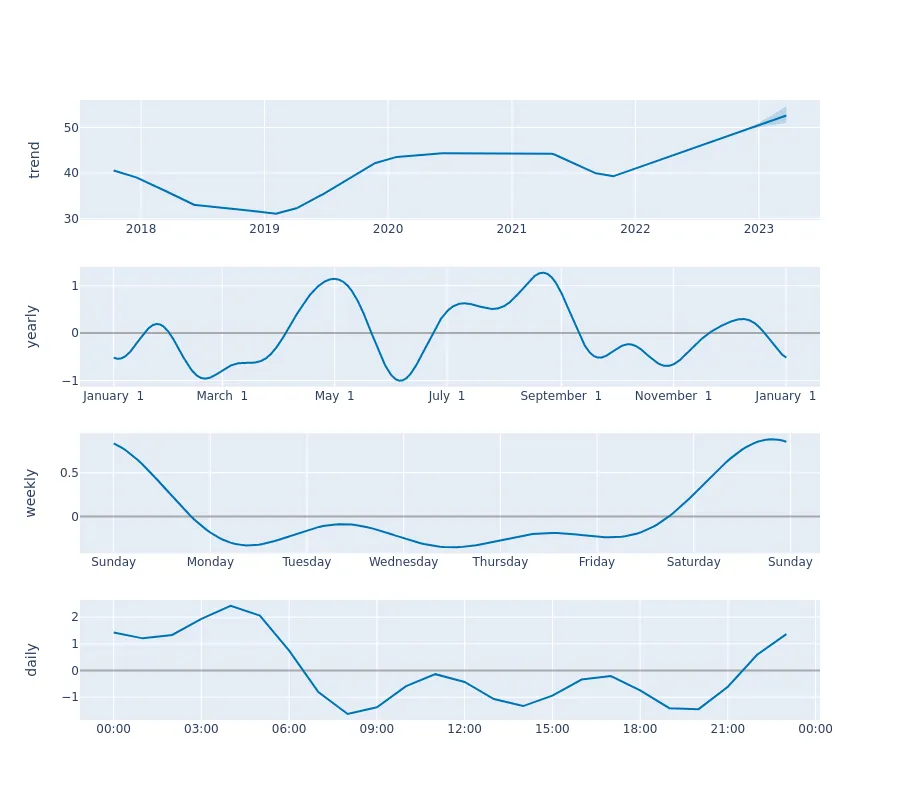 trend
50
40
30
2018 2019 2020 2021 2022 2023
yearly
1
0
−1
January 1 March 1 May 1 July 1 September 1 November 1 January 1
weekly
0.5
0
Sunday Monday Tuesday Wednesday Thursday Friday Saturday Sunday
daily
2
1
0
−1
00:00 03:00 06:00 09:00 12:00 15:00 18:00 21:00 00:00